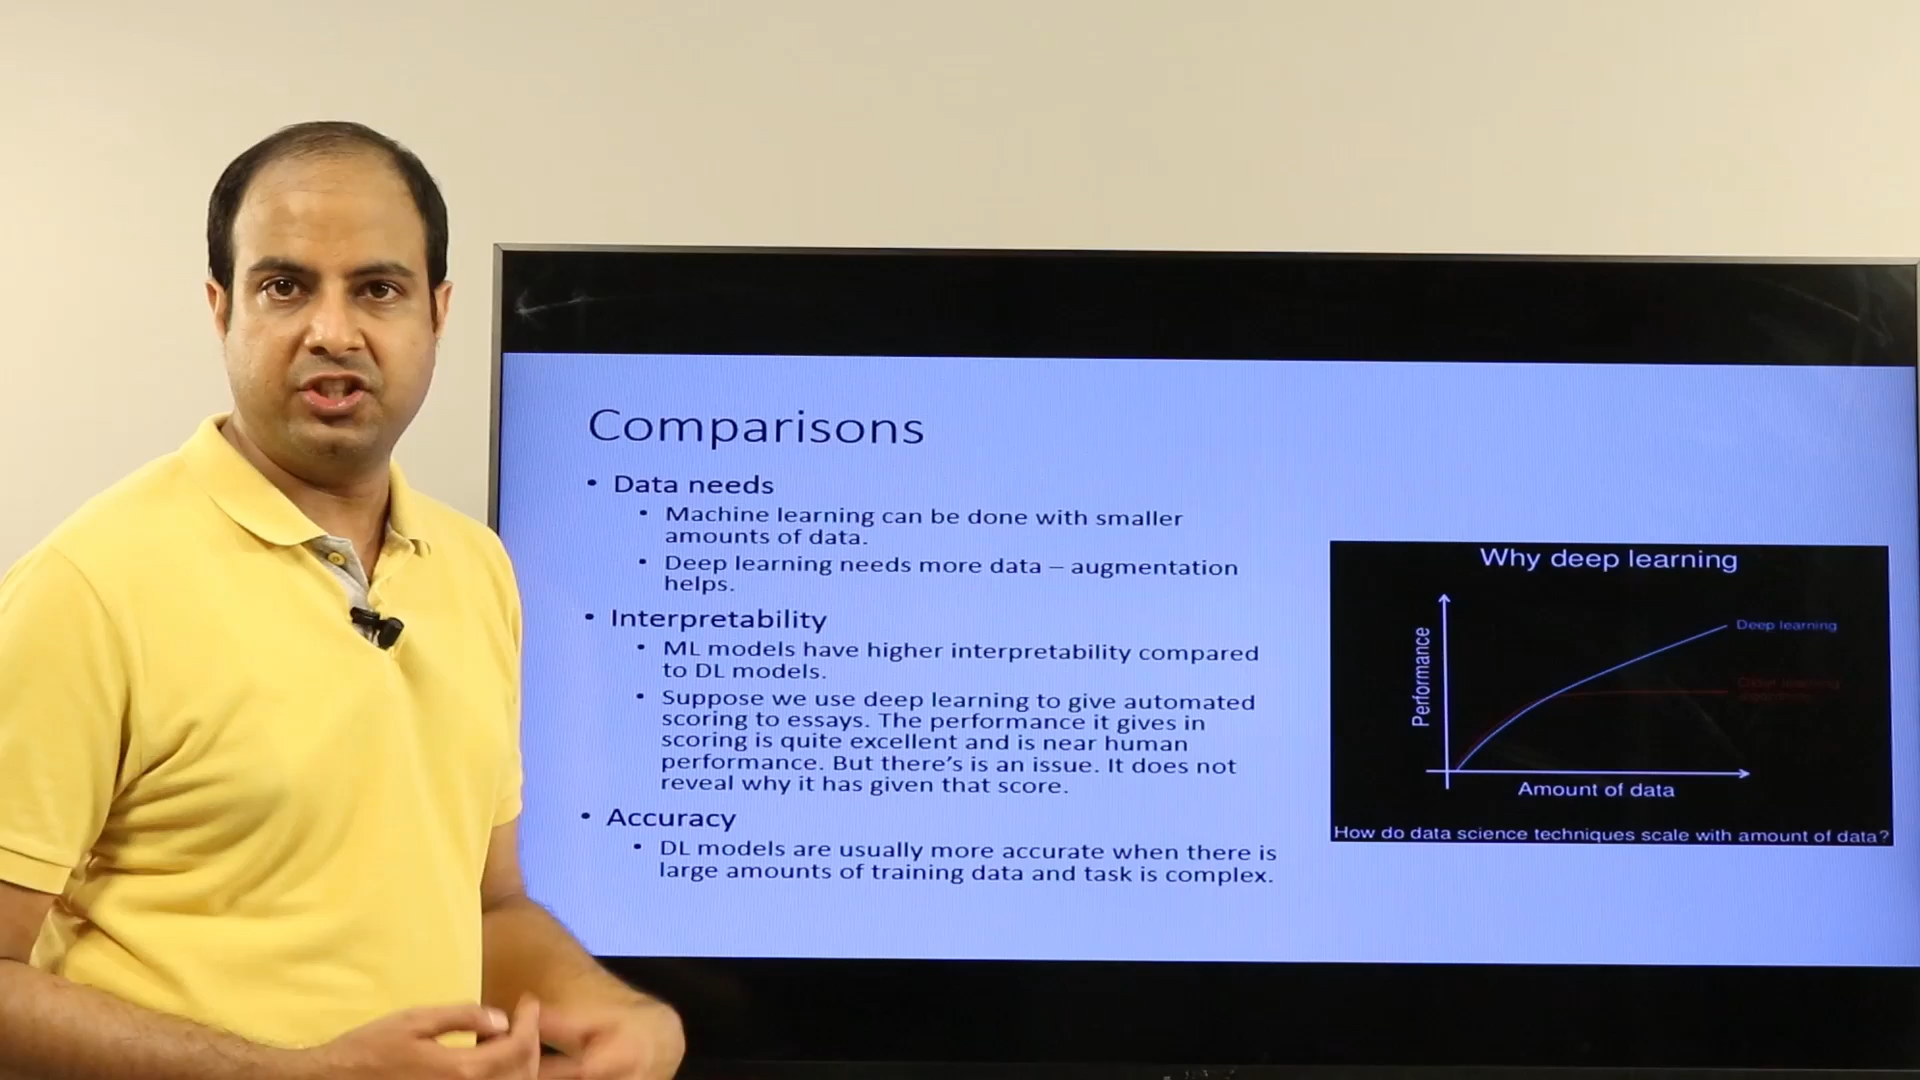 Comparisons
• Data needs
• Machine learning can be done with smaller
amounts of data.
• Deep learning needs more data – augmentation
helps.
• Interpretability
• ML models have higher interpretability compared
to DL models.
• Suppose we use deep learning to give automated
scoring to essays. The performance it gives in
scoring is quite excellent and is near human
performance. But there's is an issue. It does not
reveal why it has given that score.
• Accuracy
• DL models are usually more accurate when there is
large amounts of training data and task is complex.
Why deep learning
Deep learning
learning
Performance
Amount of data
How do data science techniques scale with amount of data?